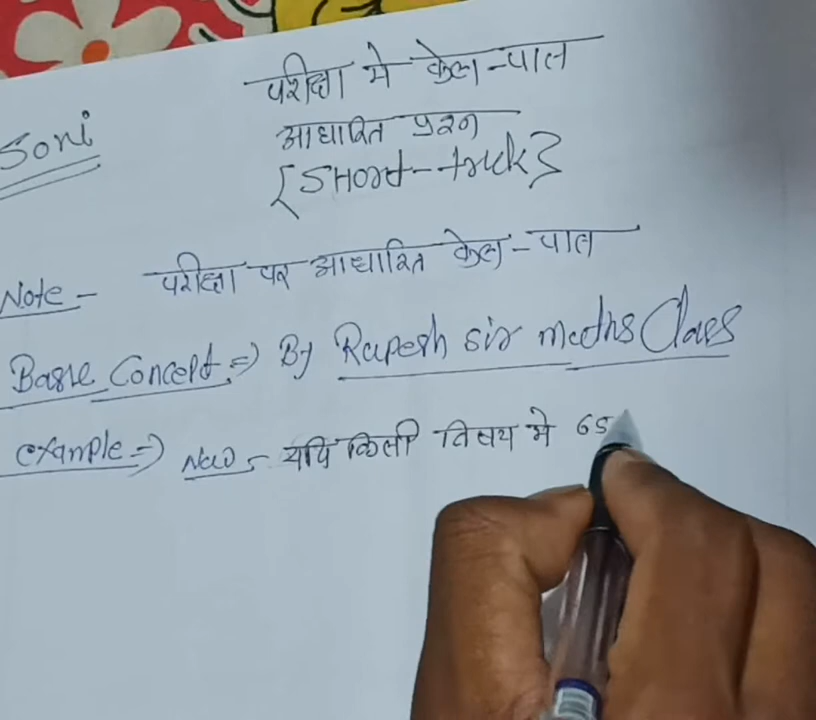 परीक्षा मे फेल-पास
आधारित प्रश्न
Soni
{SHort-trick}
Note - परीक्षा पर आधारित फेल-पास
Basic Concept => By Rupesh sir maths Class
example => New - यदि किसी विषय मे 65